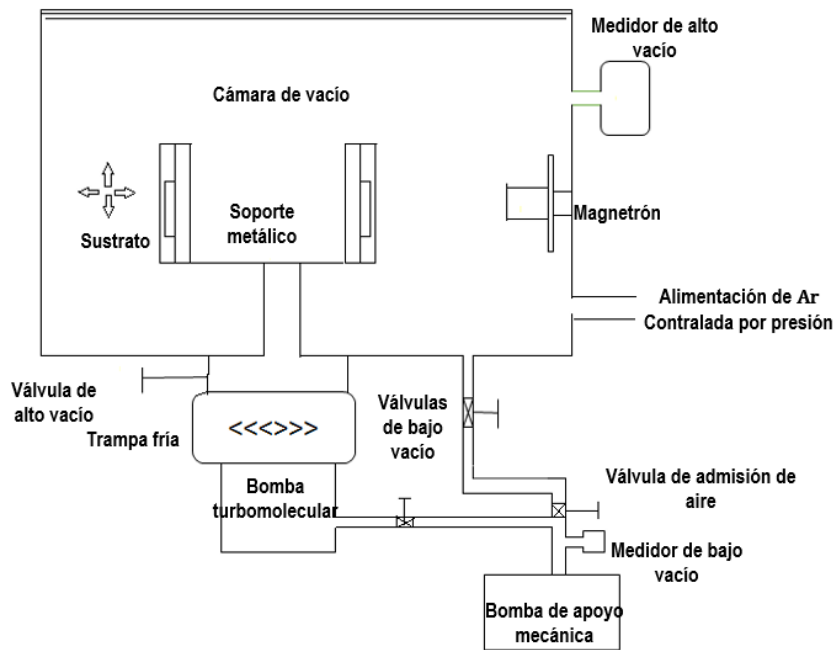 Medidor de alto
vacío
Cámara de vacío
Soporte
metálico
Sustrato
Magnetrón
Alimentación de Ar
Contralada por presión
Válvula de
alto vacío
Trampa fría
<<<>>>
Válvulas
de bajo
vacío
Bomba
turbomolecular
Válvula de admisión de
aire
Medidor de bajo
vacío
Bomba de apoyo
mecánica